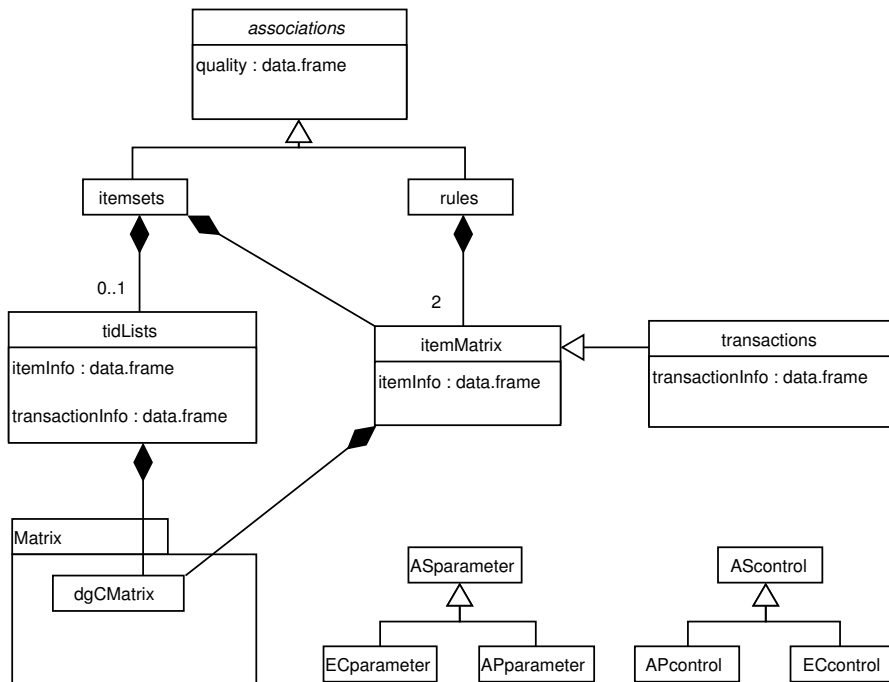 associations
quality : data.frame
itemsets
rules
0..1
2
tidLists
itemInfo : data.frame
transactionInfo : data.frame
itemMatrix
itemInfo : data.frame
transactions
transactionInfo : data.frame
Matrix
dgCMatrix
ASparameter
ECparameter
APparameter
AScontrol
APcontrol
ECcontrol